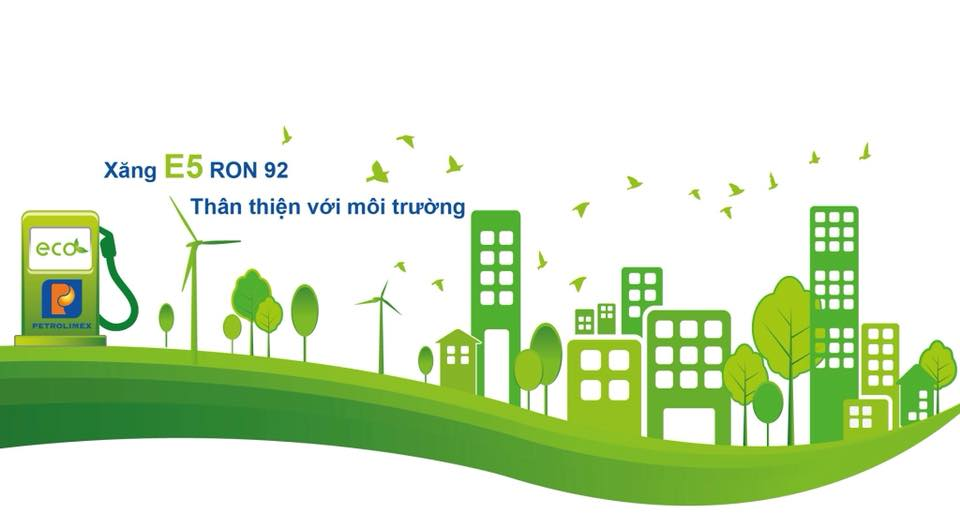 Xăng E5 RON 92
Thân thiện với môi trường
eco
PETROLIMEX